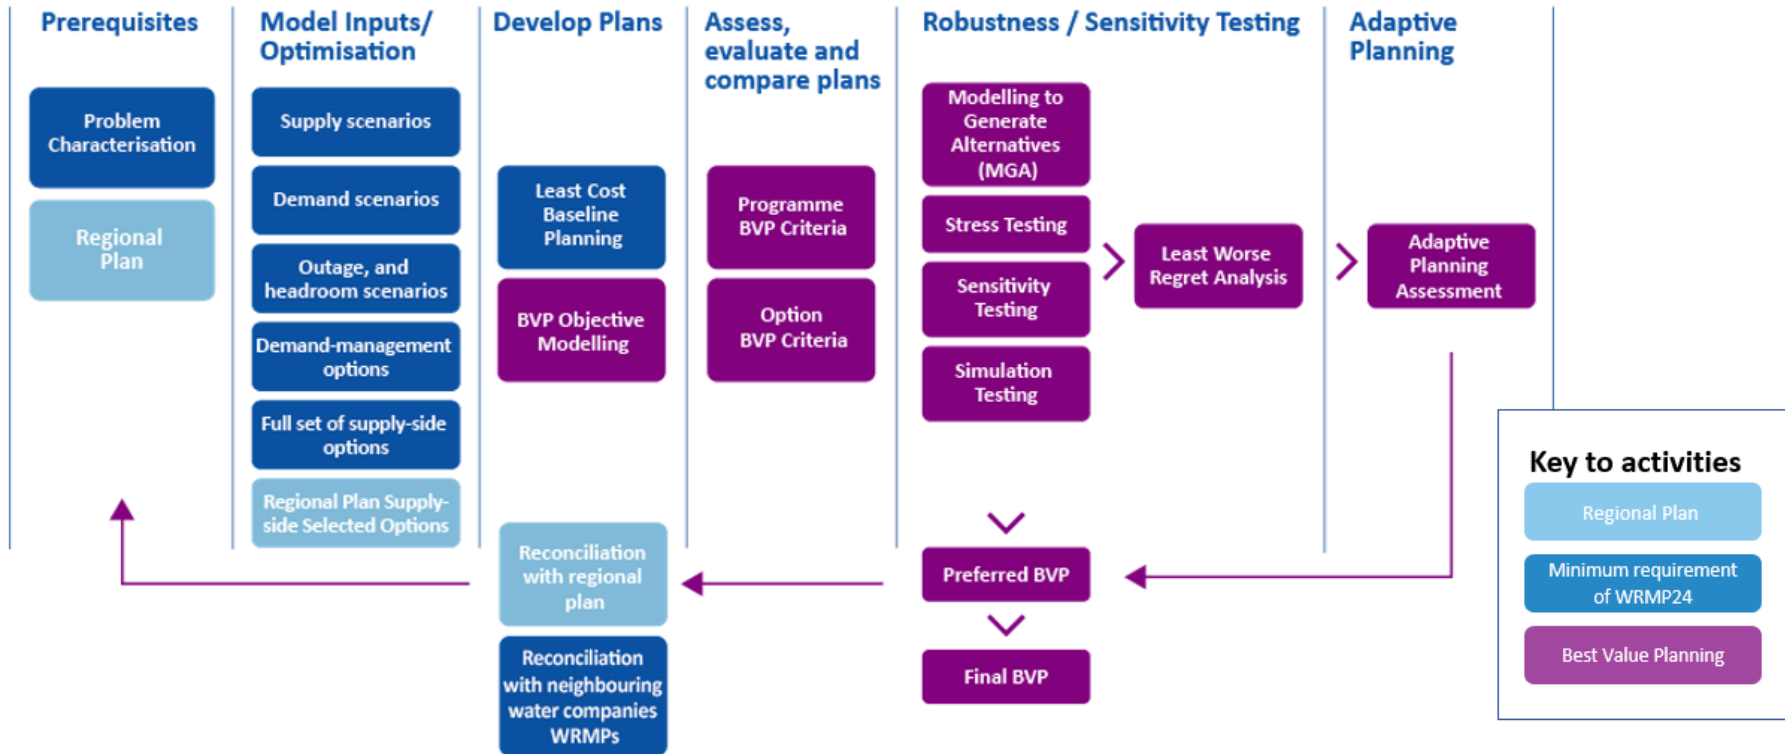 Prerequisites
Problem
Characterisation
Regional
Plan
Model Inputs/
Optimisation
Supply scenarios
Demand scenarios
Outage, and
headroom scenarios
Demand-management
options
Full set of supply-side
options
Regional Plan Supply-
side Selected Options
Develop Plans
Least Cost
Baseline
Planning
BVP Objective
Modelling
Reconciliation
with regional
plan
Reconciliation
with neighbouring
water companies
WRMPs
Assess,
evaluate and
compare plans
Programme
BVP Criteria
Option
BVP Criteria
Robustness / Sensitivity Testing
Modelling to
Generate
Alternatives
(MGA)
Stress Testing
Sensitivity
Testing
Simulation
Testing
Least Worse
Regret Analysis
Preferred BVP
Final BVP
Adaptive
Planning
Adaptive
Planning
Assessment
Key to activities
Regional Plan
Minimum requirement
of WRMP24
Best Value Planning